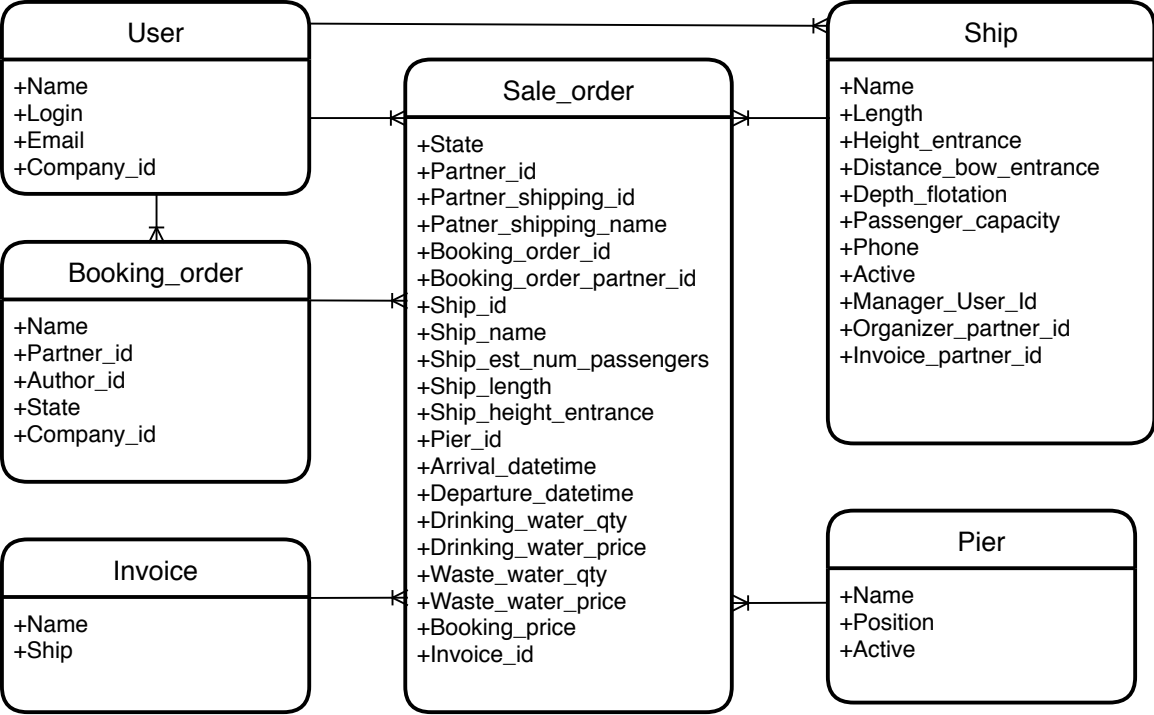 User
+Name
+Login
+Email
+Company_id
Booking_order
+Name
+Partner_id
+Author_id
+State
+Company_id
Invoice
+Name
+Ship
Sale_order
+State
+Partner_id
+Partner_shipping_id
+Patner_shipping_name
+Booking_order_id
+Booking_order_partner_id
+Ship_id
+Ship_name
+Ship_est_num_passengers
+Ship_length
+Ship_height_entrance
+Pier_id
+Arrival_datetime
+Departure_datetime
+Drinking_water_qty
+Drinking_water_price
+Waste_water_qty
+Waste_water_price
+Booking_price
+Invoice_id
Ship
+Name
+Length
+Height_entrance
+Distance_bow_entrance
+Depth_flotation
+Passenger_capacity
+Phone
+Active
+Manager_User_Id
+Organizer_partner_id
+Invoice_partner_id
Pier
+Name
+Position
+Active